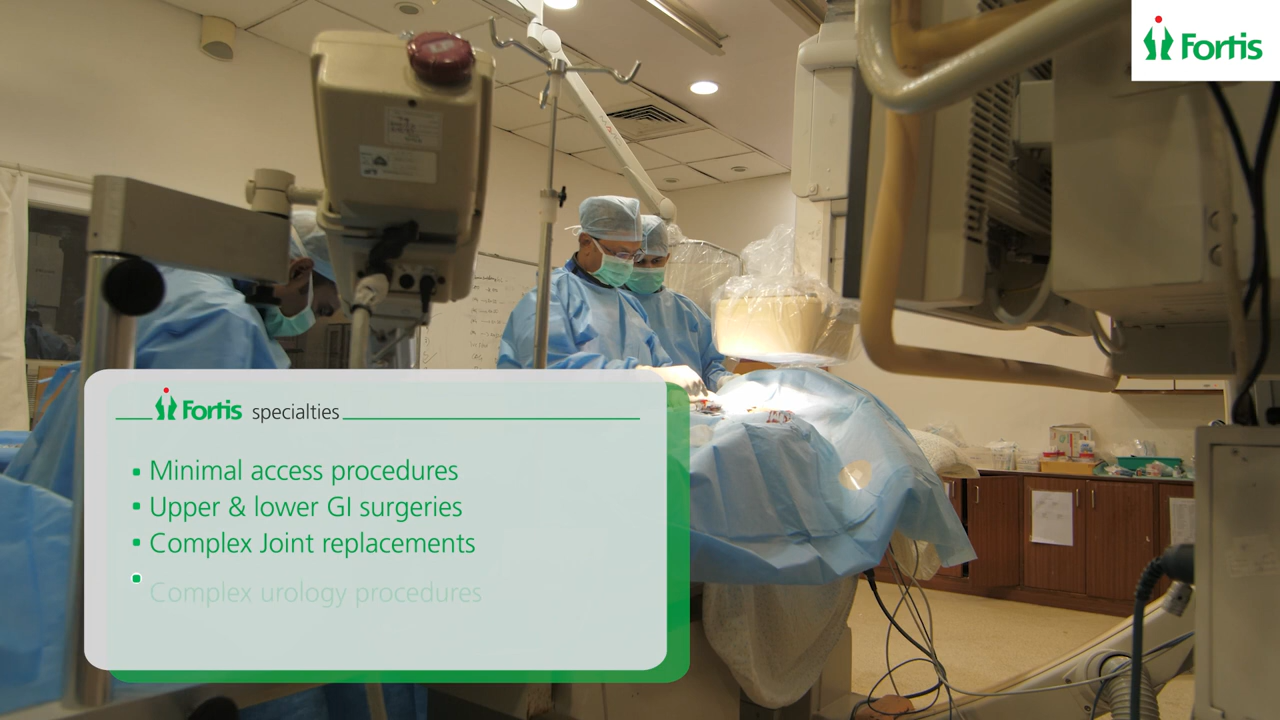 Fortis
Fortis specialties
Minimal access procedures
Upper & lower GI surgeries
Complex Joint replacements
Complex urology procedures